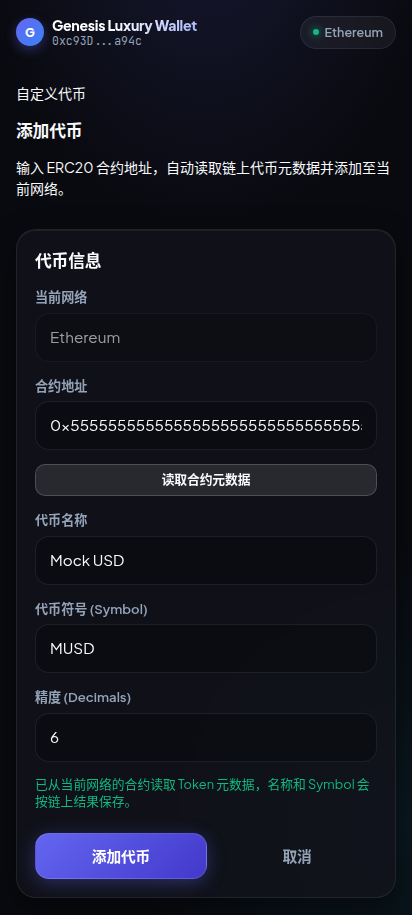 G
Genesis Luxury Wallet
0xc93D...a94c
Ethereum
自定义代币
添加代币
输入 ERC20 合约地址，自动读取链上代币元数据并添加至当
前网络。
代币信息
当前网络
Ethereum
合约地址
0x55555555555555555555555555555555
读取合约元数据
代币名称
Mock USD
代币符号 (Symbol)
MUSD
精度 (Decimals)
6
已从当前网络的合约读取 Token 元数据，名称和 Symbol 会
按链上结果保存。
添加代币
取消